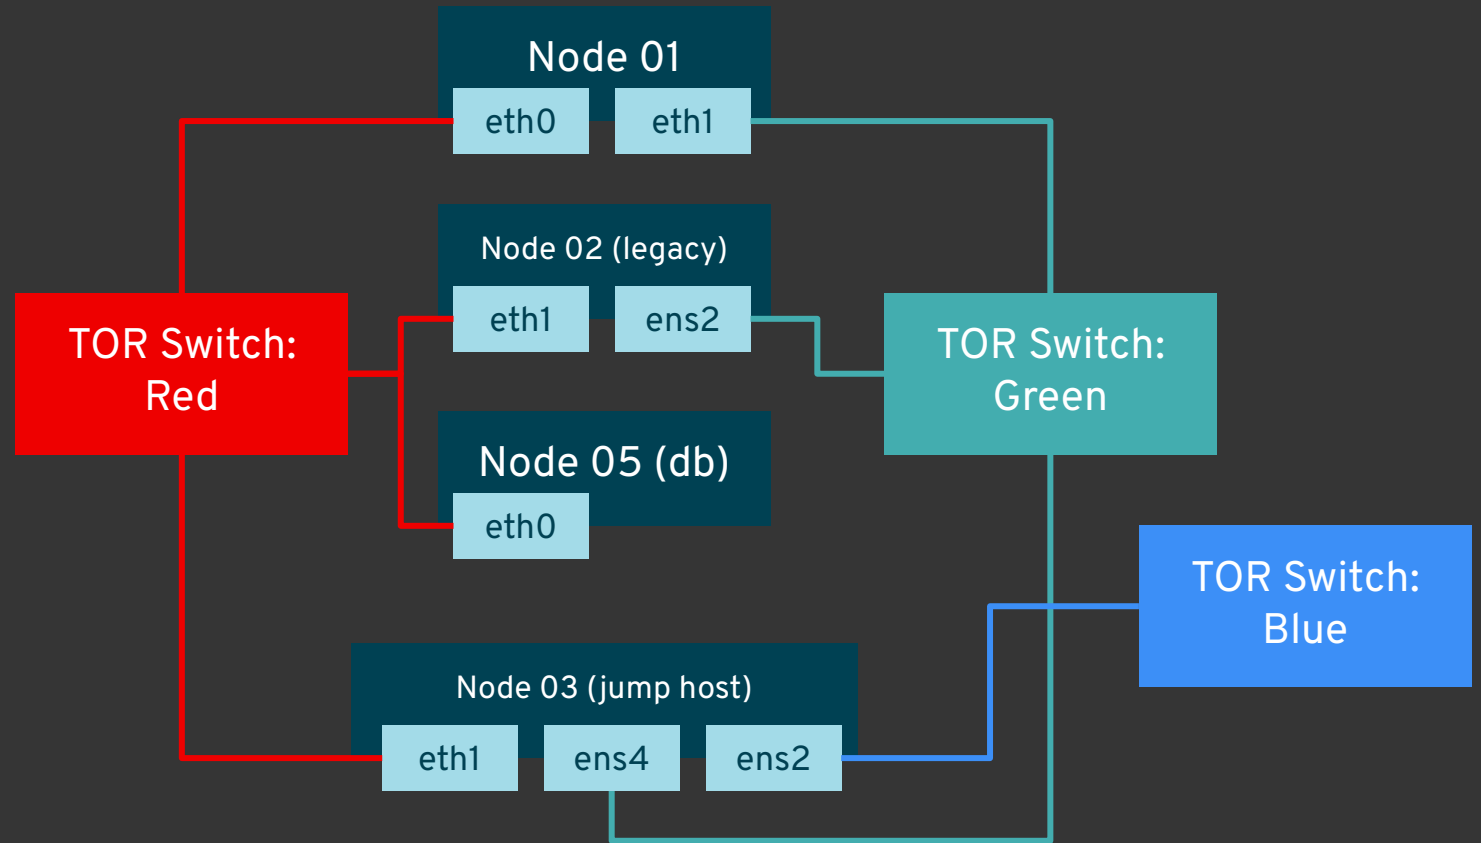 Node 01
eth0
eth1
Node 02 (legacy)
eth1
ens2
TOR Switch:
Red
TOR Switch:
Green
Node 05 (db)
eth0
TOR Switch:
Blue
Node 03 (jump host)
eth1
ens4
ens2